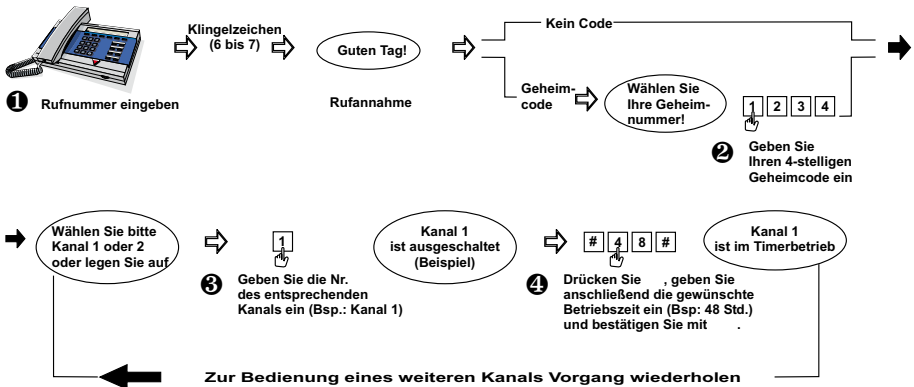 Klingelzeichen
(6 bis 7)
Guten Tag!
Kein Code
❶ Rufnummer eingeben
Rufannahme
Geheim-
code
Wählen Sie
Ihre Geheim-
nummer!
1 2 3 4
❷ Geben Sie
Ihren 4-stelligen
Geheimcode ein
Wählen Sie bitte
Kanal 1 oder 2
oder legen Sie auf
1
❸ Geben Sie die Nr.
des entsprechenden
Kanals ein (Bsp.: Kanal 1)
Kanal 1
ist ausgeschaltet
(Beispiel)
# 4 8 #
❹ Drücken Sie , geben Sie
anschließend die gewünschte
Betriebszeit ein (Bsp: 48 Std.)
und bestätigen Sie mit .
Kanal 1
ist im Timerbetrieb
Zur Bedienung eines weiteren Kanals Vorgang wiederholen